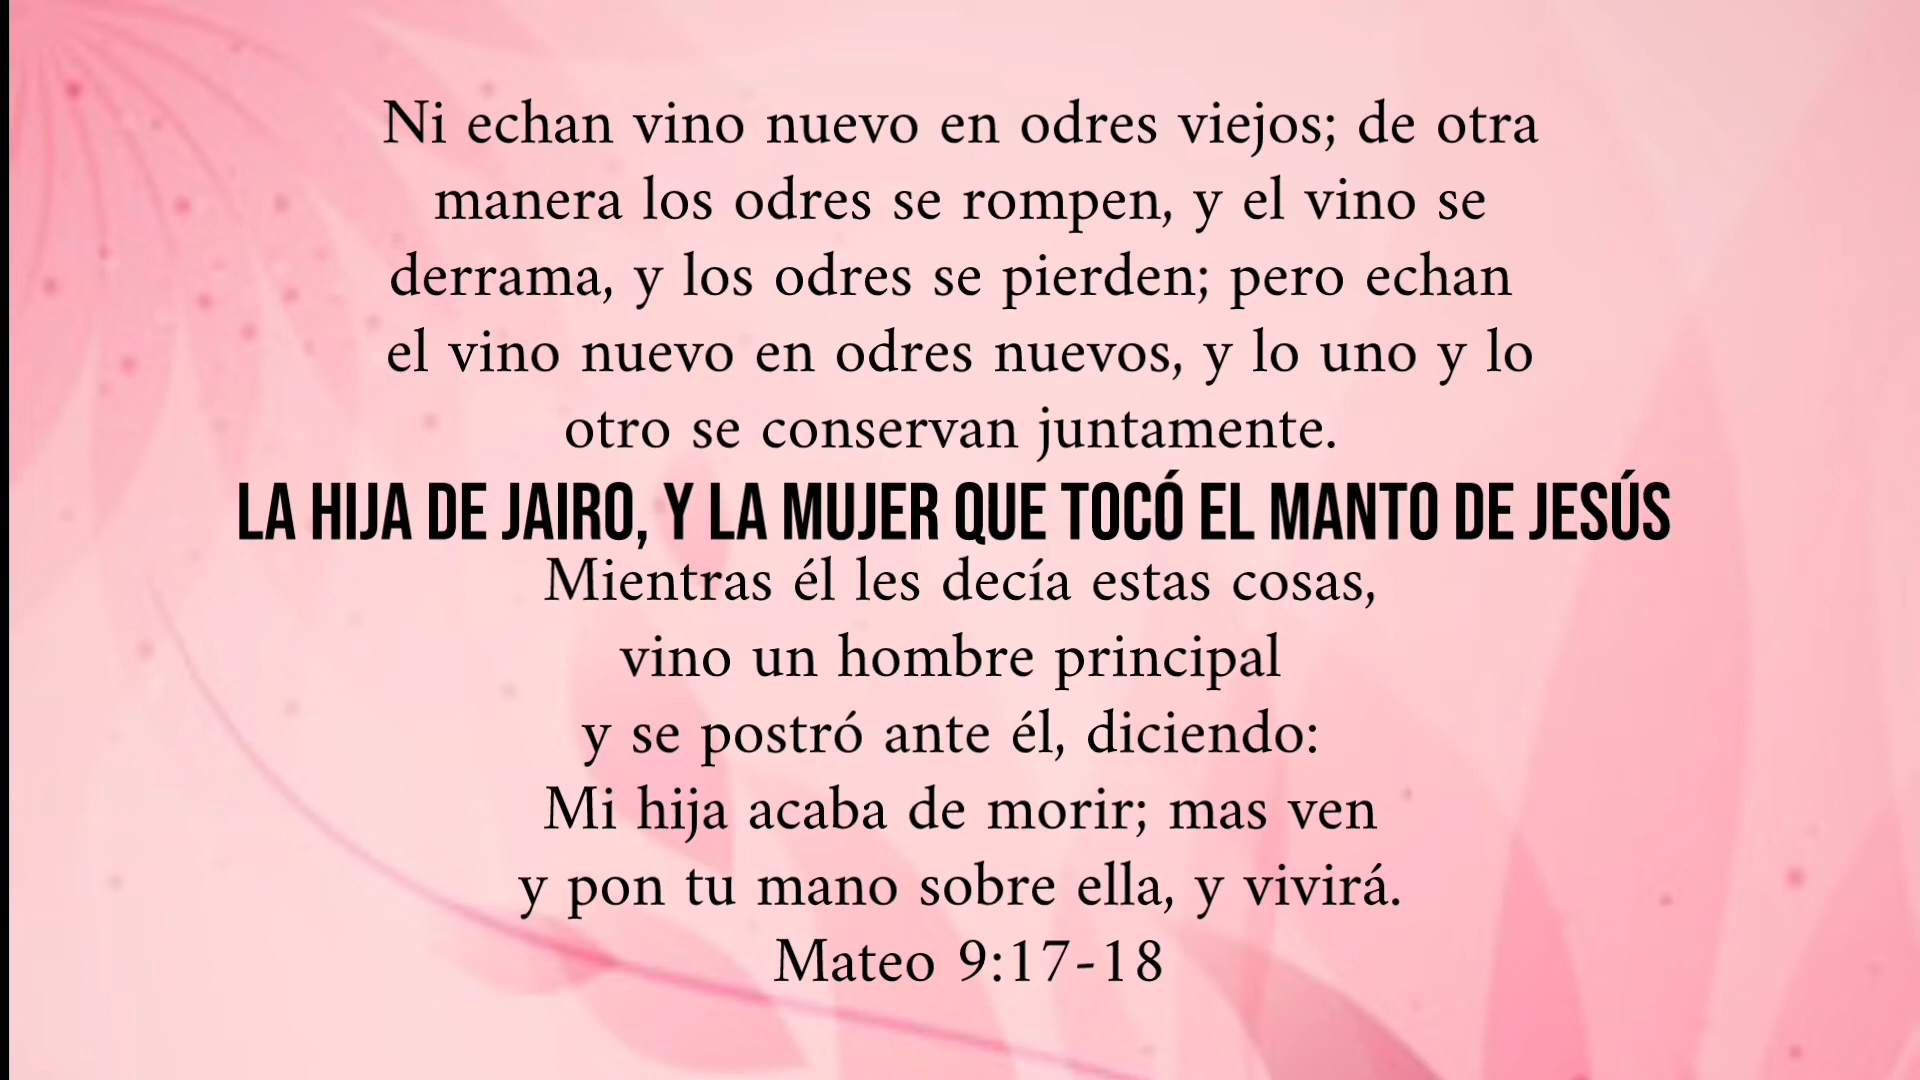 Ni echan vino nuevo en odres viejos; de otra
manera los odres se rompen, y el vino se
derrama, y los odres se pierden; pero echan
el vino nuevo en odres nuevos, y lo uno y lo
otro se conservan juntamente.
LA HIJA DE JAIRO, Y LA MUJER QUE TOCÓ EL MANTO DE JESÚS
Mientras él les decía estas cosas,
vino un hombre principal
y se postró ante él, diciendo:
Mi hija acaba de morir; mas ven
y pon tu mano sobre ella, y vivirá.
Mateo 9:17-18